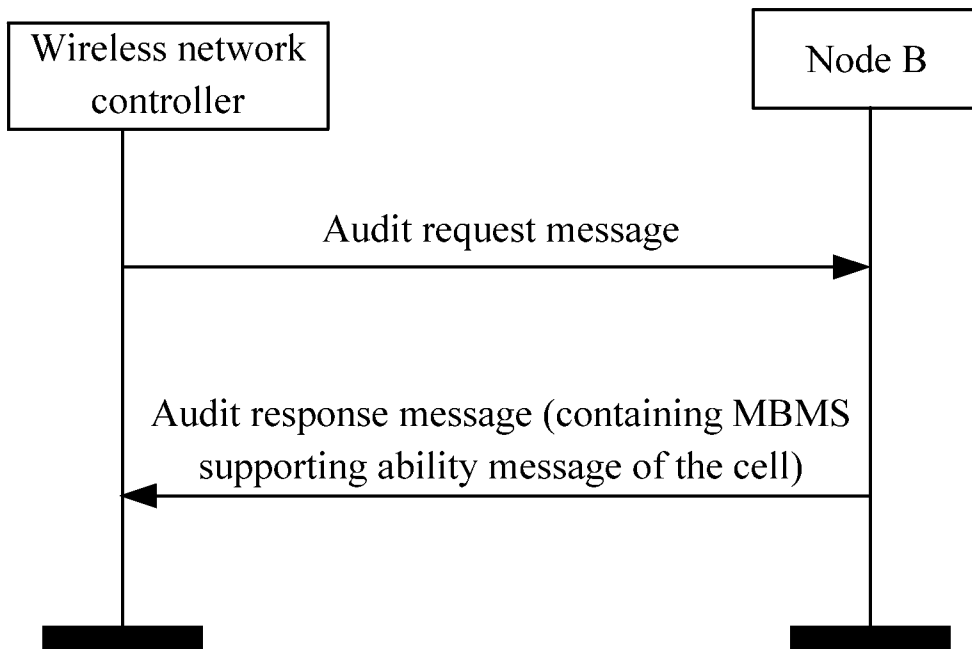 Wireless network
controller
Node B
Audit request message
Audit response message (containing MBMS
supporting ability message of the cell)